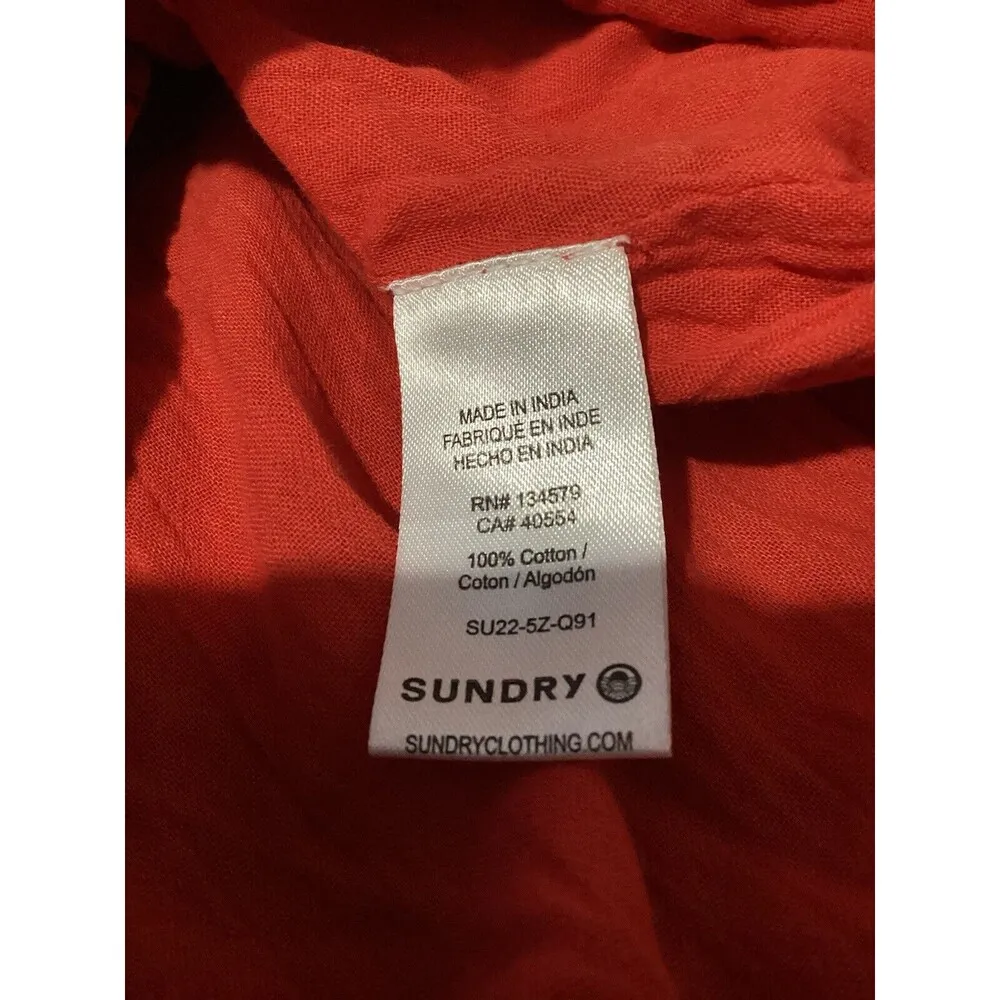 MADE IN INDIA
FABRIQUE EN INDE
HECHO EN INDIA
RN# 134579
CA# 40554
100% Cotton /
Coton / Algodón
SU22-5Z-Q91
SUNDRY
SUNDRYCLOTHING.COM